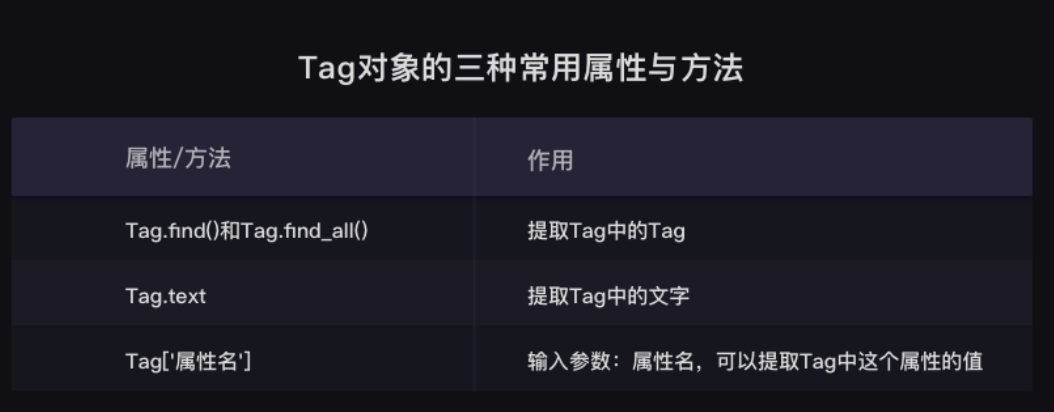 Tag对象的三种常用属性与方法
属性/方法 作用
Tag.find()和Tag.find_all() 提取Tag中的Tag
Tag.text 提取Tag中的文字
Tag['属性名'] 输入参数：属性名，可以提取Tag中这个属性的值